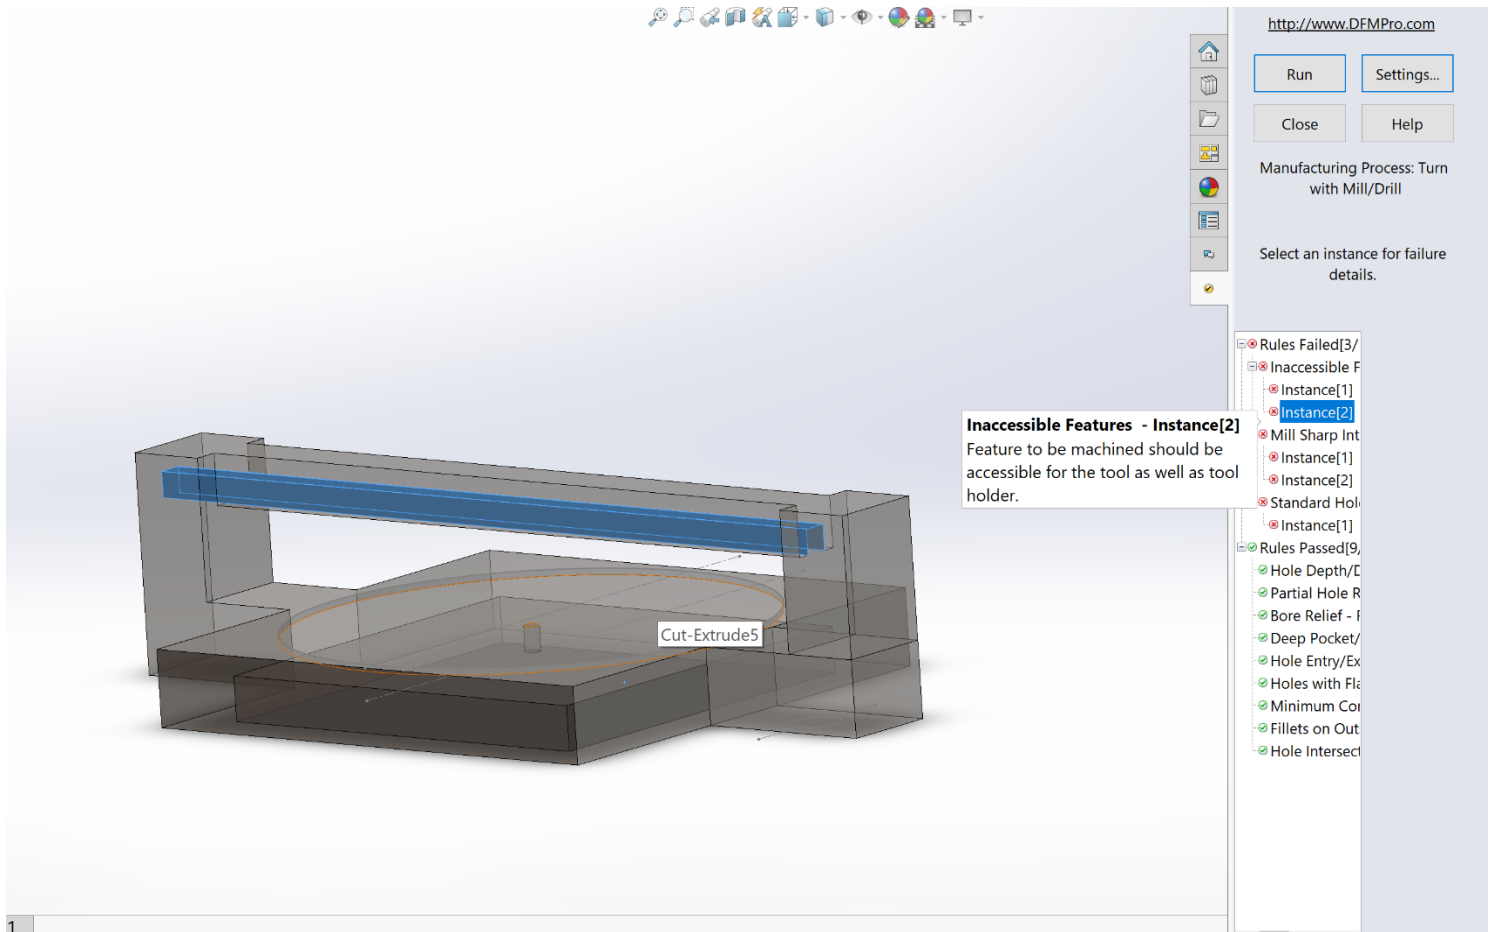 http://www.DFMPro.com
Run
Settings...
Close
Help
Manufacturing Process: Turn
with Mill/Drill
Select an instance for failure
details.
Rules Failed[3/
Inaccessible F
Instance[1]
Instance[2]
Inaccessible Features - Instance[2]
Feature to be machined should be
accessible for the tool as well as tool
holder.
Mill Sharp Int
Instance[1]
Instance[2]
Standard Hol
Instance[1]
Rules Passed[9/
Hole Depth/D
Partial Hole R
Bore Relief - F
Deep Pocket/
Hole Entry/Ex
Holes with Fla
Minimum Cor
Fillets on Out
Hole Intersect
Cut-Extrude5
1